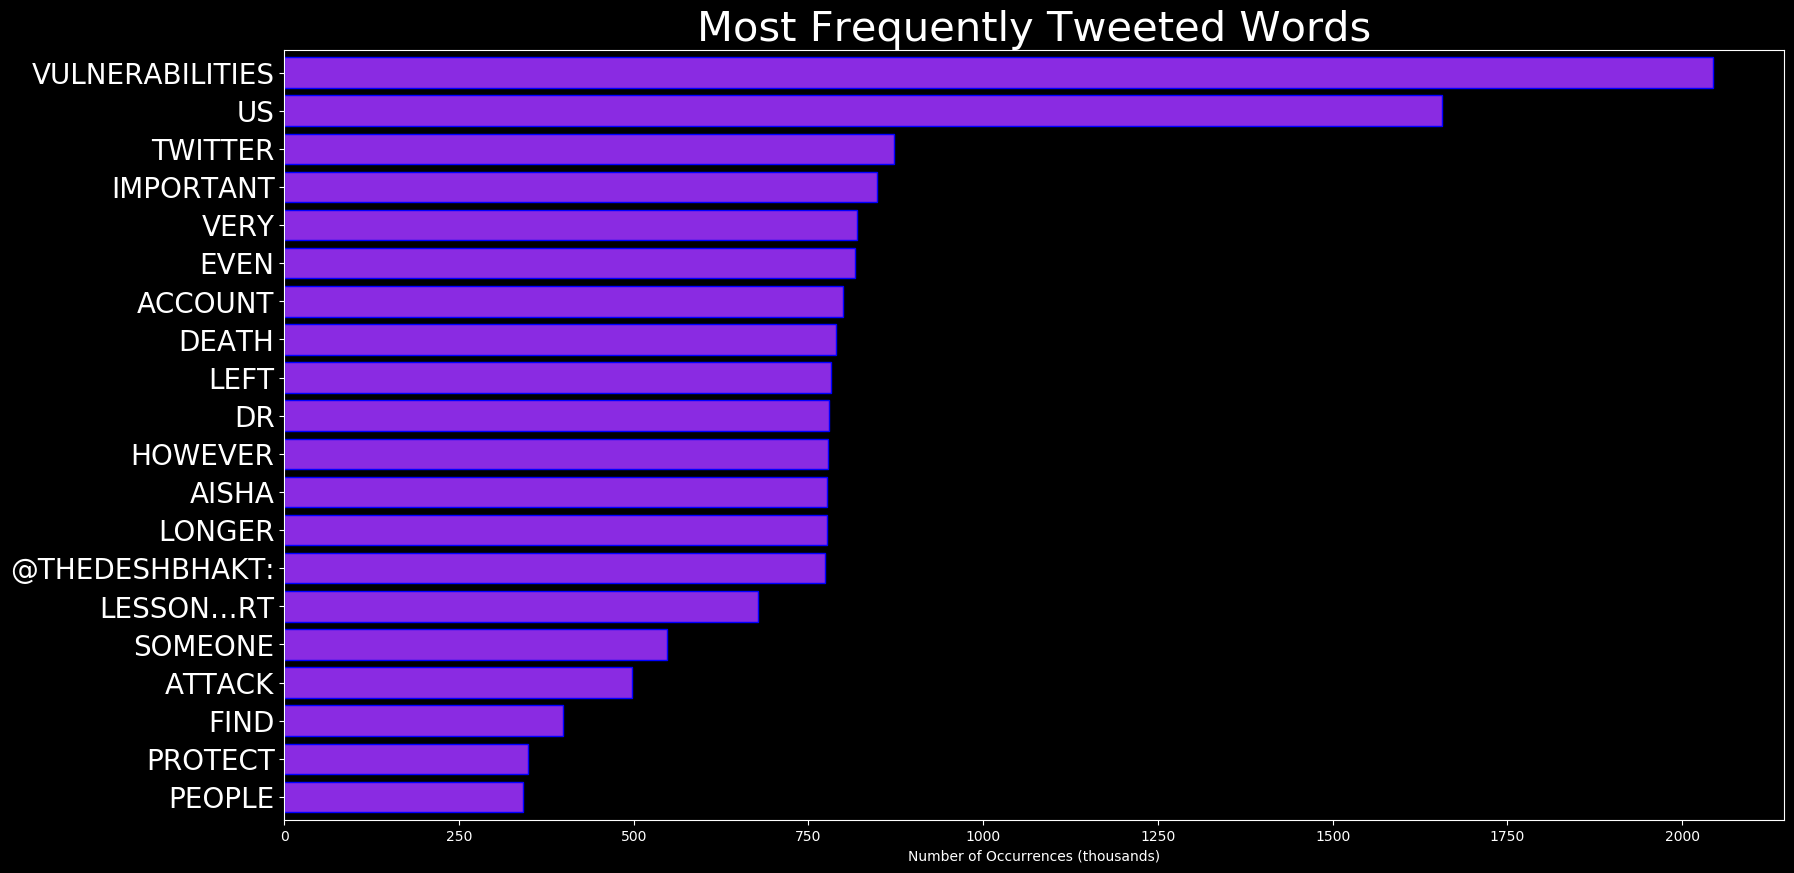 Most Frequently Tweeted Words
VULNERABILITIES
US
TWITTER
IMPORTANT
VERY
EVEN
ACCOUNT
DEATH
LEFT
DR
HOWEVER
AISHA
LONGER
@THEDESHBHAKT:
LESSON…RT
SOMEONE
ATTACK
FIND
PROTECT
PEOPLE
0 250 500 750 1000 1250 1500 1750 2000
Number of Occurrences (thousands)